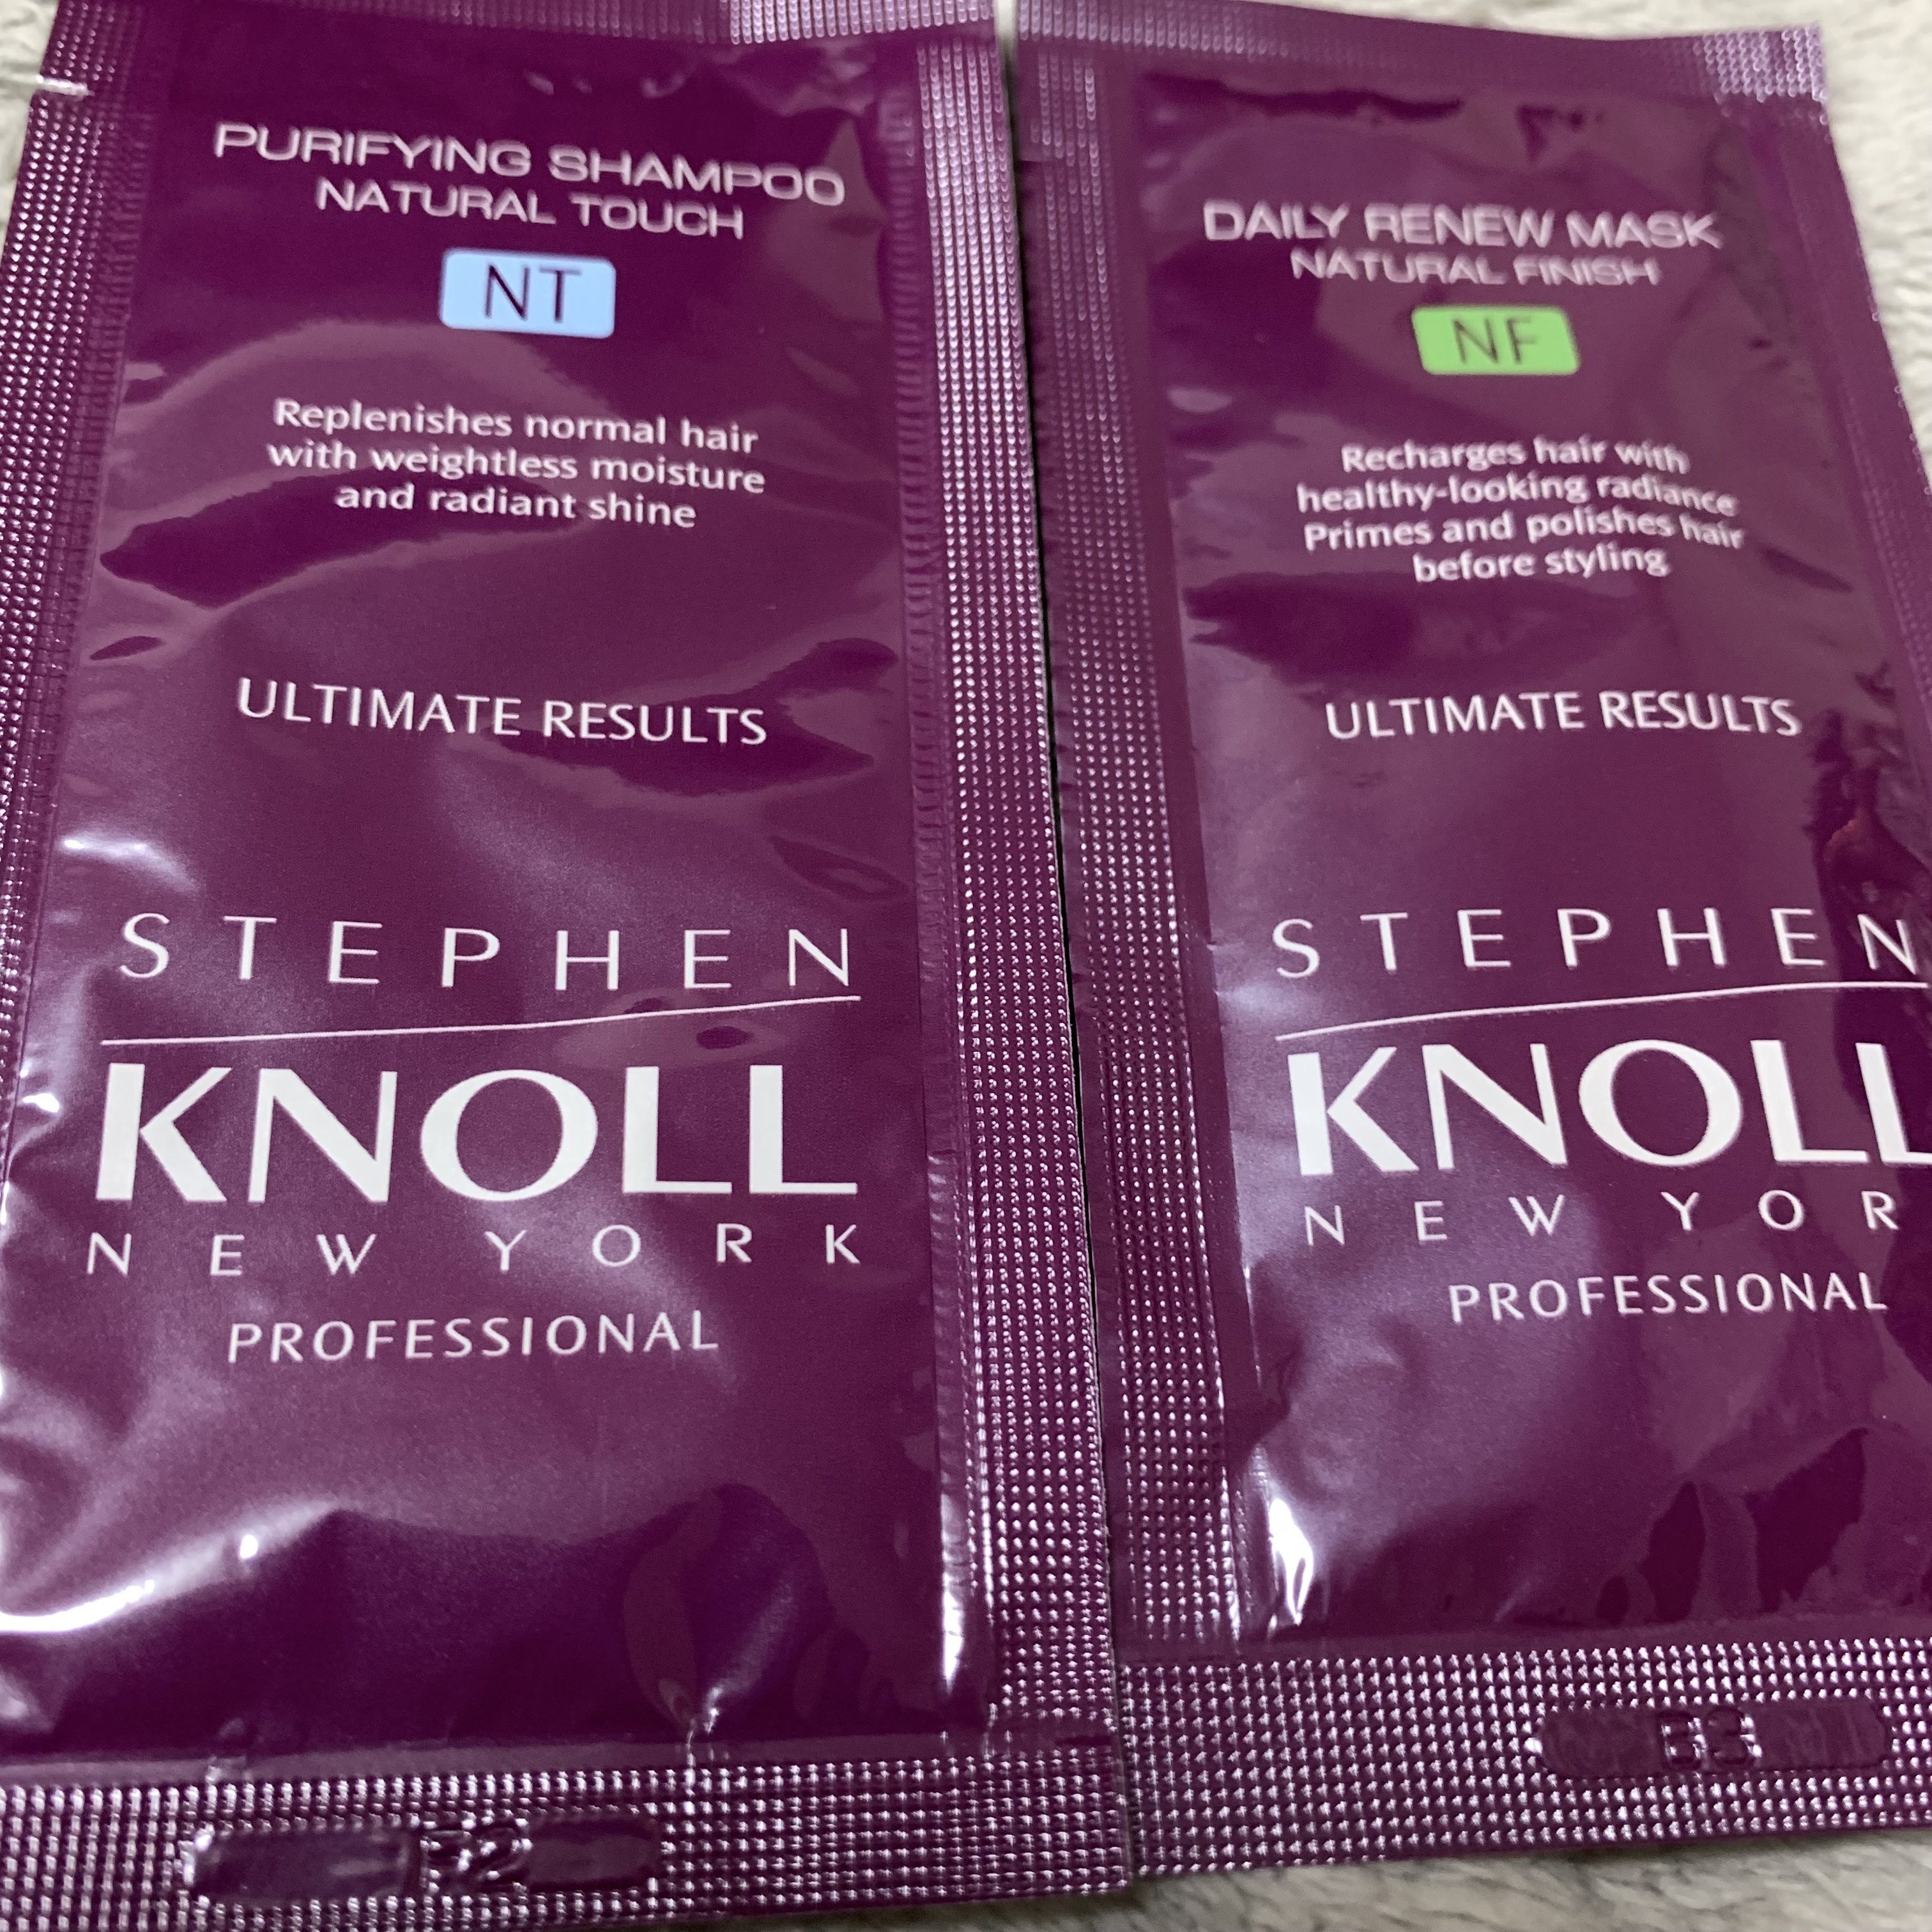 PURIFYING SHAMPOO
NATURAL TOUCH
NT
Replenishes normal hair
with weightless moisture
and radiant shine
ULTIMATE RESULTS
STEPHEN
KNOLL
NEW YORK
PROFESSIONAL
DAILY RENEW MASK
NATURAL FINISH
NF
Recharges hair with
healthy-looking radiance
Primes and polishes hair
before styling
ULTIMATE RESULTS
STEPHEN
KNOLL
NEW YOR
PROFESSIONAL